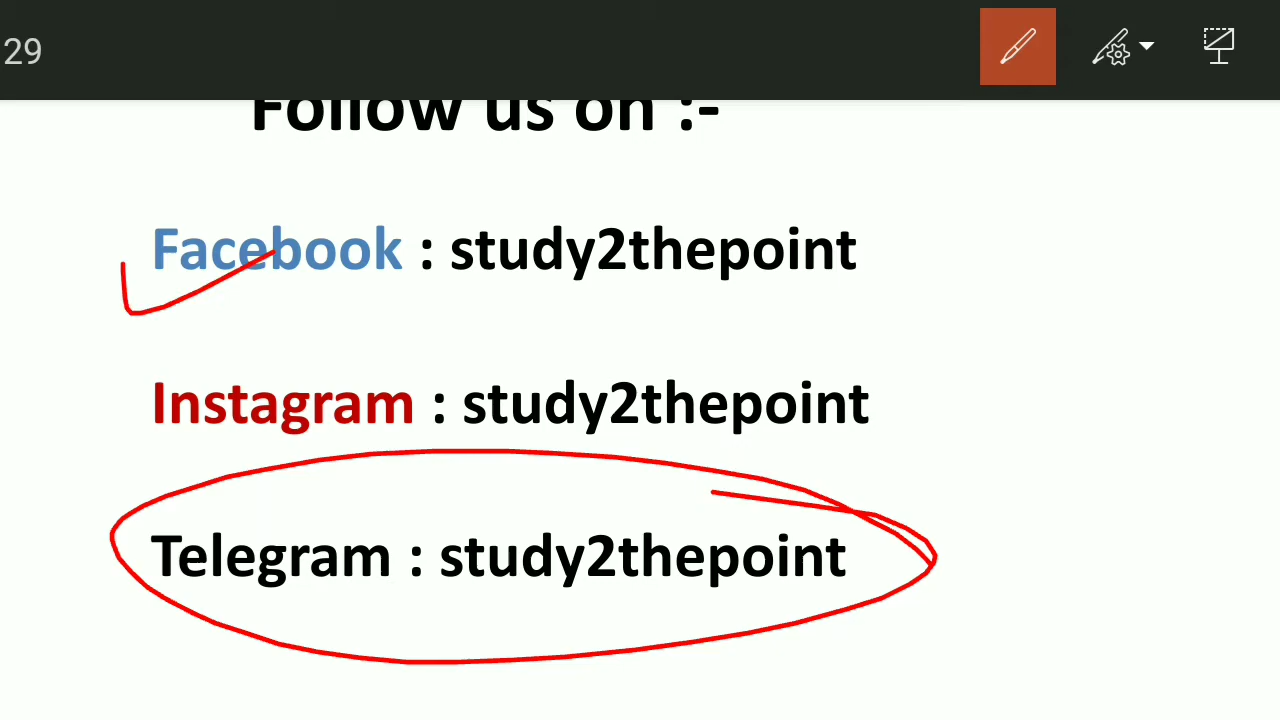 29
Follow us on :-
Facebook : study2thepoint
Instagram : study2thepoint
Telegram : study2thepoint